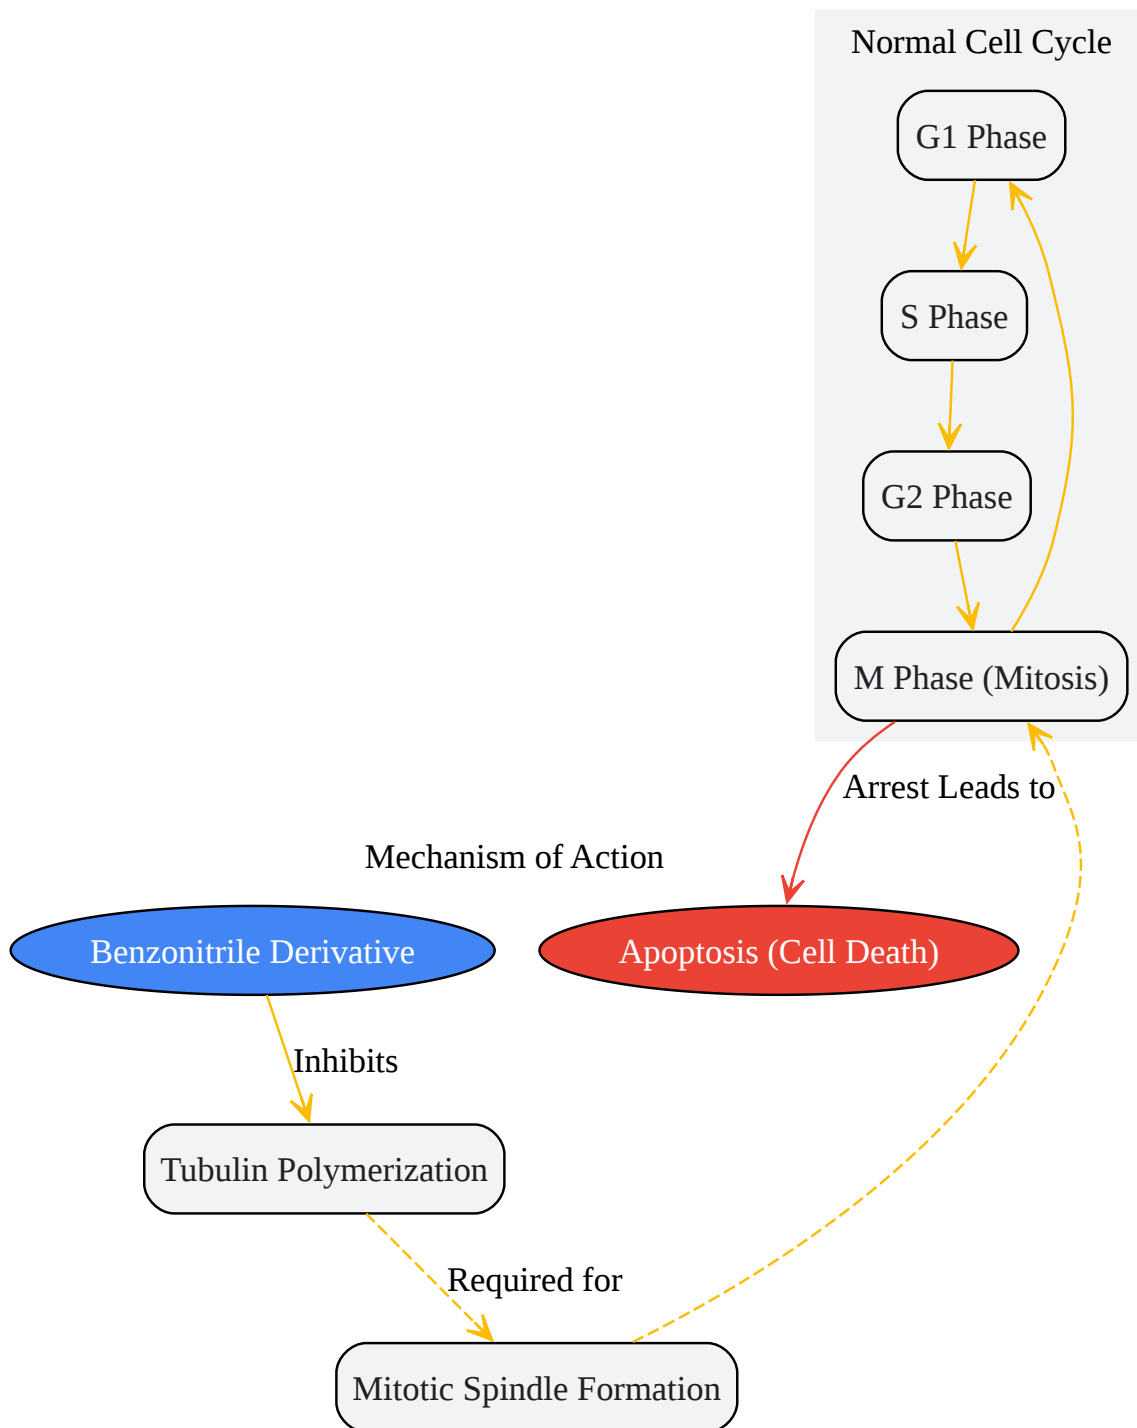 Normal Cell Cycle
G1 Phase
S Phase
G2 Phase
M Phase (Mitosis)
Arrest Leads to
Mechanism of Action
Benzonitrile Derivative
Apoptosis (Cell Death)
Inhibits
Tubulin Polymerization
Required for
Mitotic Spindle Formation